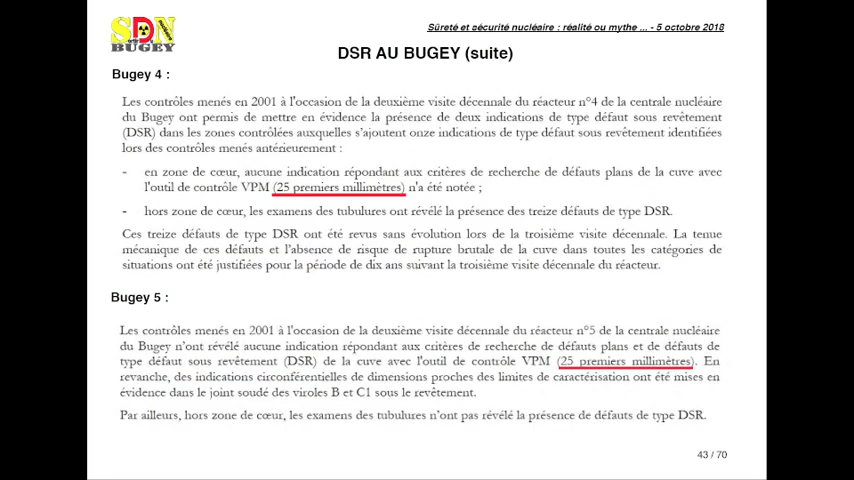 SDN
BUGEY
Sûreté et sécurité nucléaire : réalité ou mythe ... - 5 octobre 2018
DSR AU BUGEY (suite)
Bugey 4 :
Les contrôles menés en 2001 à l'occasion de la deuxième visite décennale du réacteur n°4 de la centrale nucléaire
du Bugey ont permis de mettre en évidence la présence de deux indications de type défaut sous revêtement
(DSR) dans les zones contrôlées auxquelles s'ajoutent onze indications de type défaut sous revêtement identifiées
lors des contrôles menés antérieurement :
- en zone de cœur, aucune indication répondant aux critères de recherche de défauts plans de la cuve avec
l'outil de contrôle VPM (25 premiers millimètres) n'a été notée ;
- hors zone de cœur, les examens des tubulures ont révélé la présence des treize défauts de type DSR.
Ces treize défauts de type DSR ont été revus sans évolution lors de la troisième visite décennale. La tenue
mécanique de ces défauts et l'absence de risque de rupture brutale de la cuve dans toutes les catégories de
situations ont été justifiées pour la période de dix ans suivant la troisième visite décennale du réacteur.
Bugey 5 :
Les contrôles menés en 2001 à l'occasion de la deuxième visite décennale du réacteur n°5 de la centrale nucléaire
du Bugey n'ont révélé aucune indication répondant aux critères de recherche de défauts plans et de défauts de
type défaut sous revêtement (DSR) de la cuve avec l'outil de contrôle VPM (25 premiers millimètres). En
revanche, des indications circonférentielles de dimensions proches des limites de caractérisation ont été mises en
évidence dans le joint soudé des viroles B et C1 sous le revêtement.
Par ailleurs, hors zone de cœur, les examens des tubulures n'ont pas révélé la présence de défauts de type DSR.
43 / 70